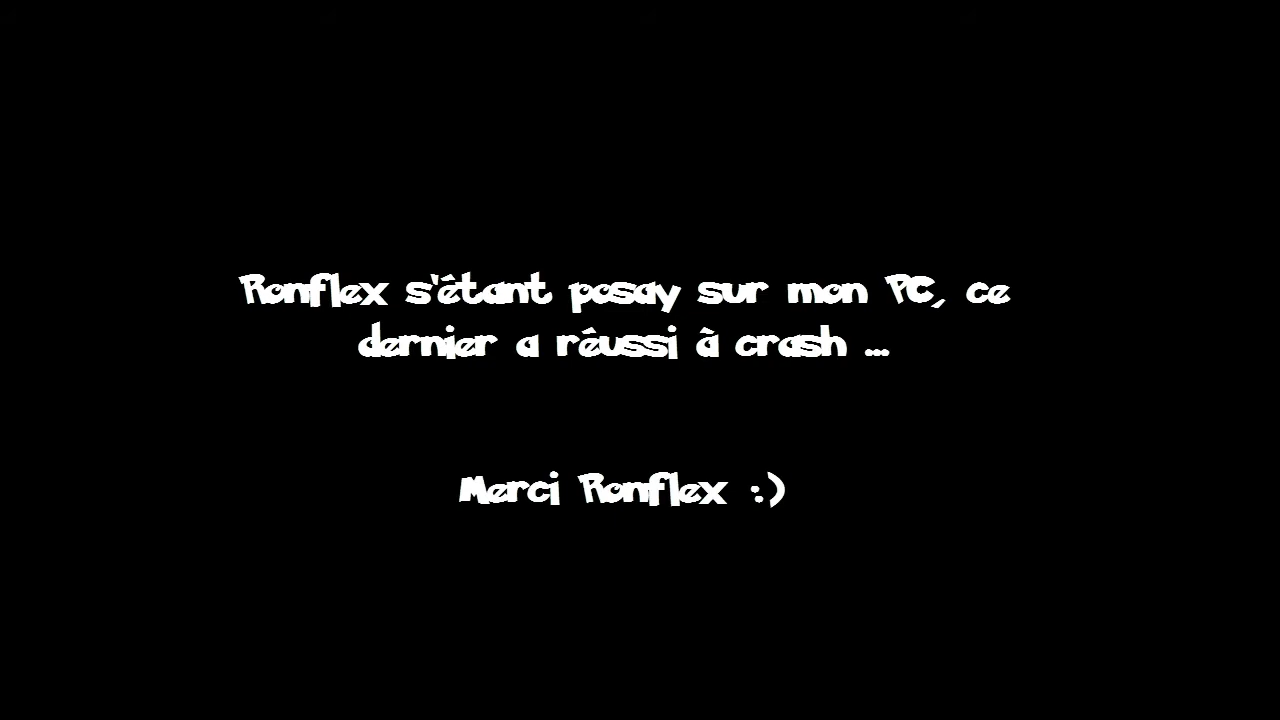 Ronflex s'étant posay sur mon PC, ce
dernier a réussi à crash ...
Merci Ronflex :)